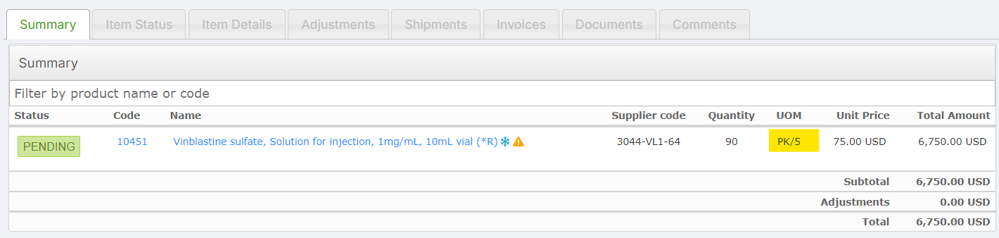 Summary Item Status Item Details Adjustments Shipments Invoices Documents Comments
Summary
Filter by product name or code
Status Code Name Supplier code Quantity UOM Unit Price Total Amount
PENDING 10451 Vinblastine sulfate, Solution for injection, 1mg/mL, 10mL vial (*R) 3044-VL1-64 90 PK/5 75.00 USD 6,750.00 USD
Subtotal 6,750.00 USD
Adjustments 0.00 USD
Total 6,750.00 USD